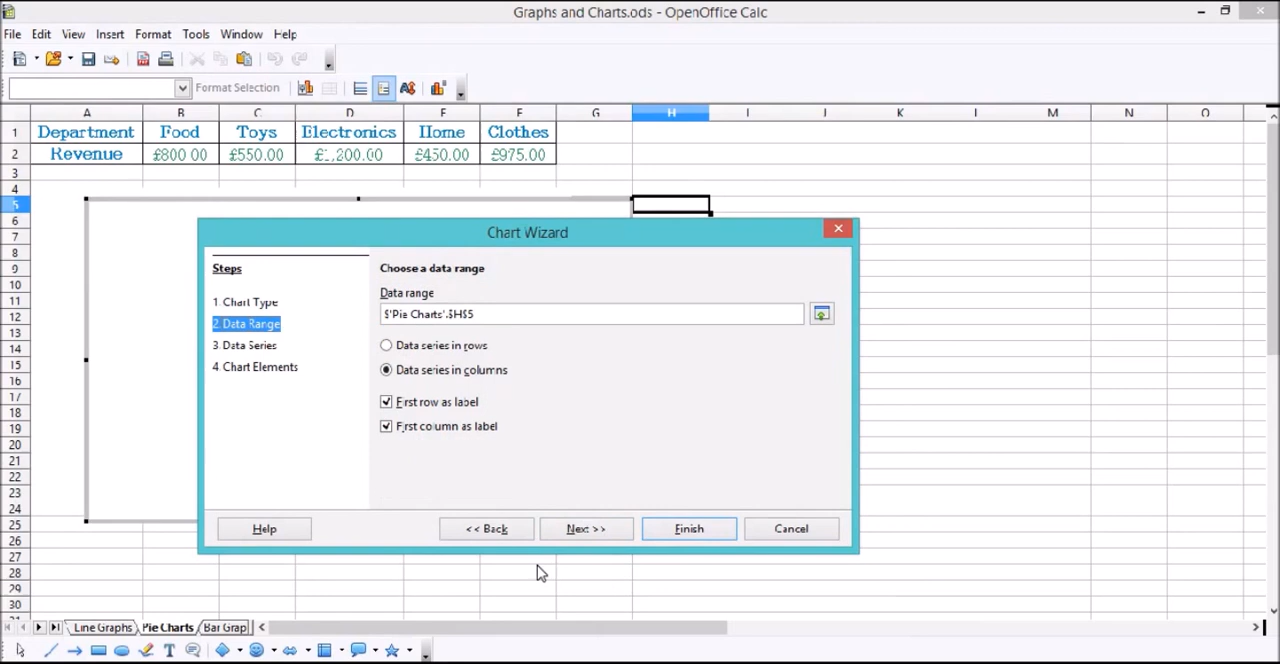 Graphs and Charts.ods - OpenOffice Calc
File Edit View Insert Format Tools Window Help
Format Selection
A B C D E F G H I J K L M N O
1 Department Food Toys Electronics Home Clothes
2 Revenue £800.00 £550.00 £1,200.00 £450.00 £975.00
3
4
5
6
7
8
9
10
11
12
13
14
15
16
17
18
19
20
21
22
23
24
25
26
27
28
29
30
Chart Wizard
Steps
1. Chart Type
2. Data Range
3. Data Series
4. Chart Elements
Choose a data range
Data range
$'Pie Charts'.$H$5
Data series in rows
Data series in columns
First row as label
First column as label
Help << Back Next >> Finish Cancel
Line Graphs Pie Charts Bar Grap